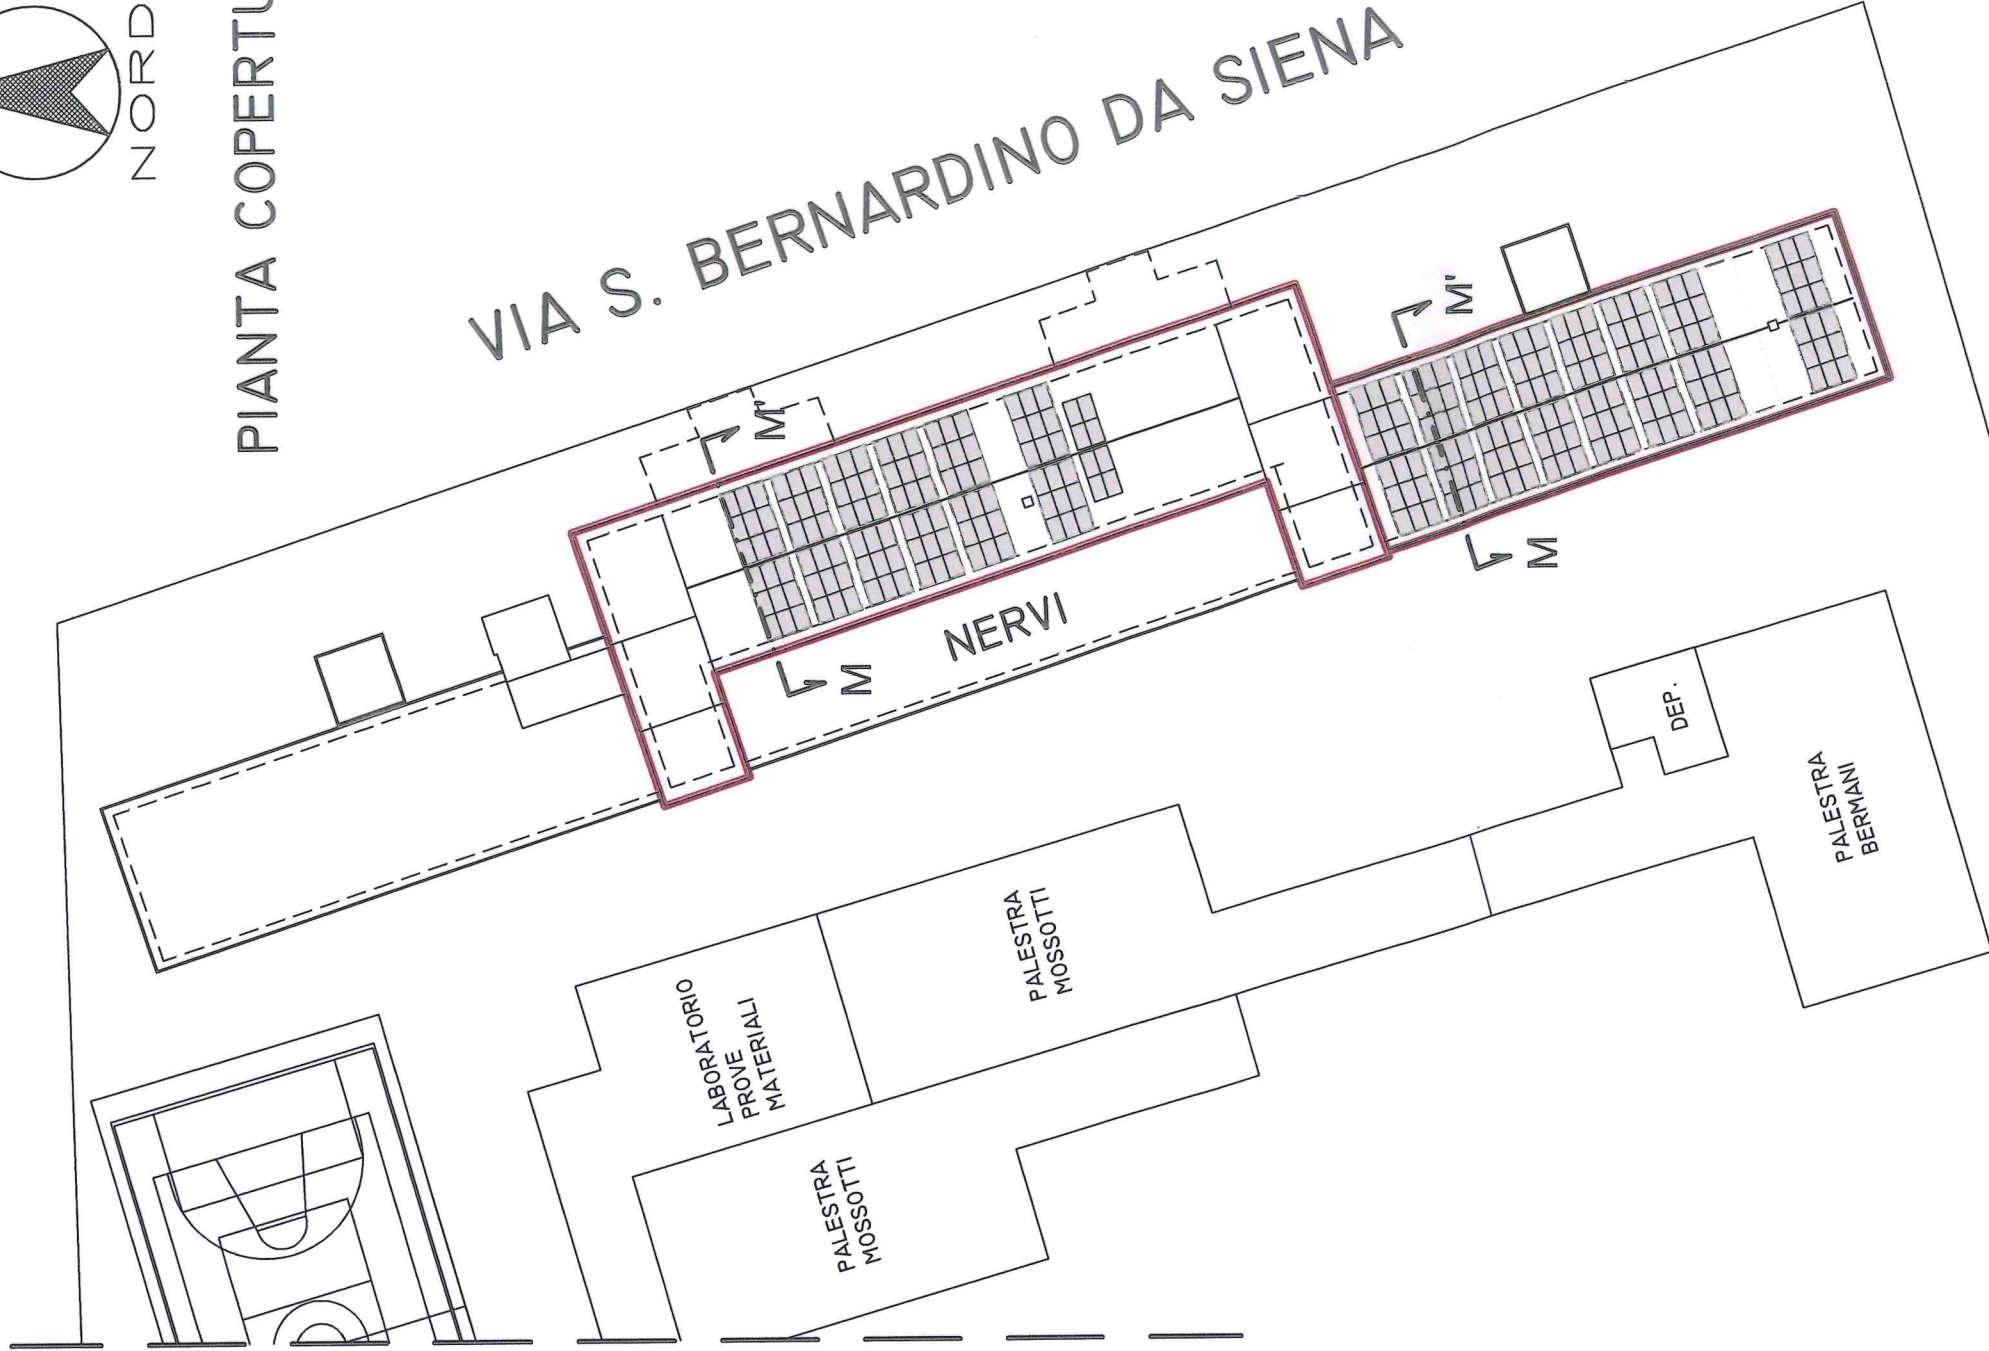 NORD
PIANTA COPERTU
VIA S. BERNARDINO DA SIENA
M'
M'
M
M
NERVI
DEP.
PALESTRA
BERMANI
PALESTRA
MOSSOTTI
LABORATORIO
PROVE
MATERIALI
PALESTRA
MOSSOTTI